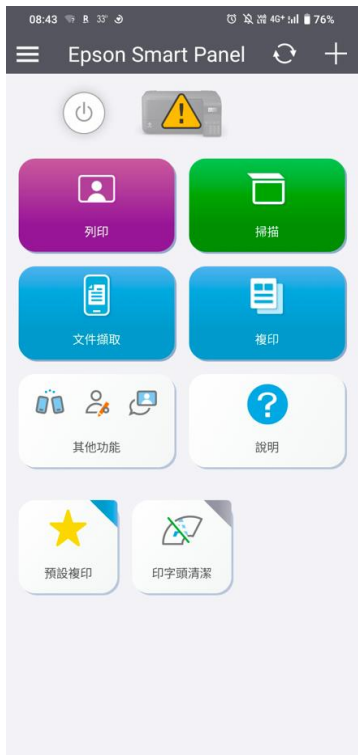 08:43 R 33° 4G+ 76%
Epson Smart Panel
列印
掃描
文件擷取
複印
其他功能
說明
預設複印
印字頭清潔